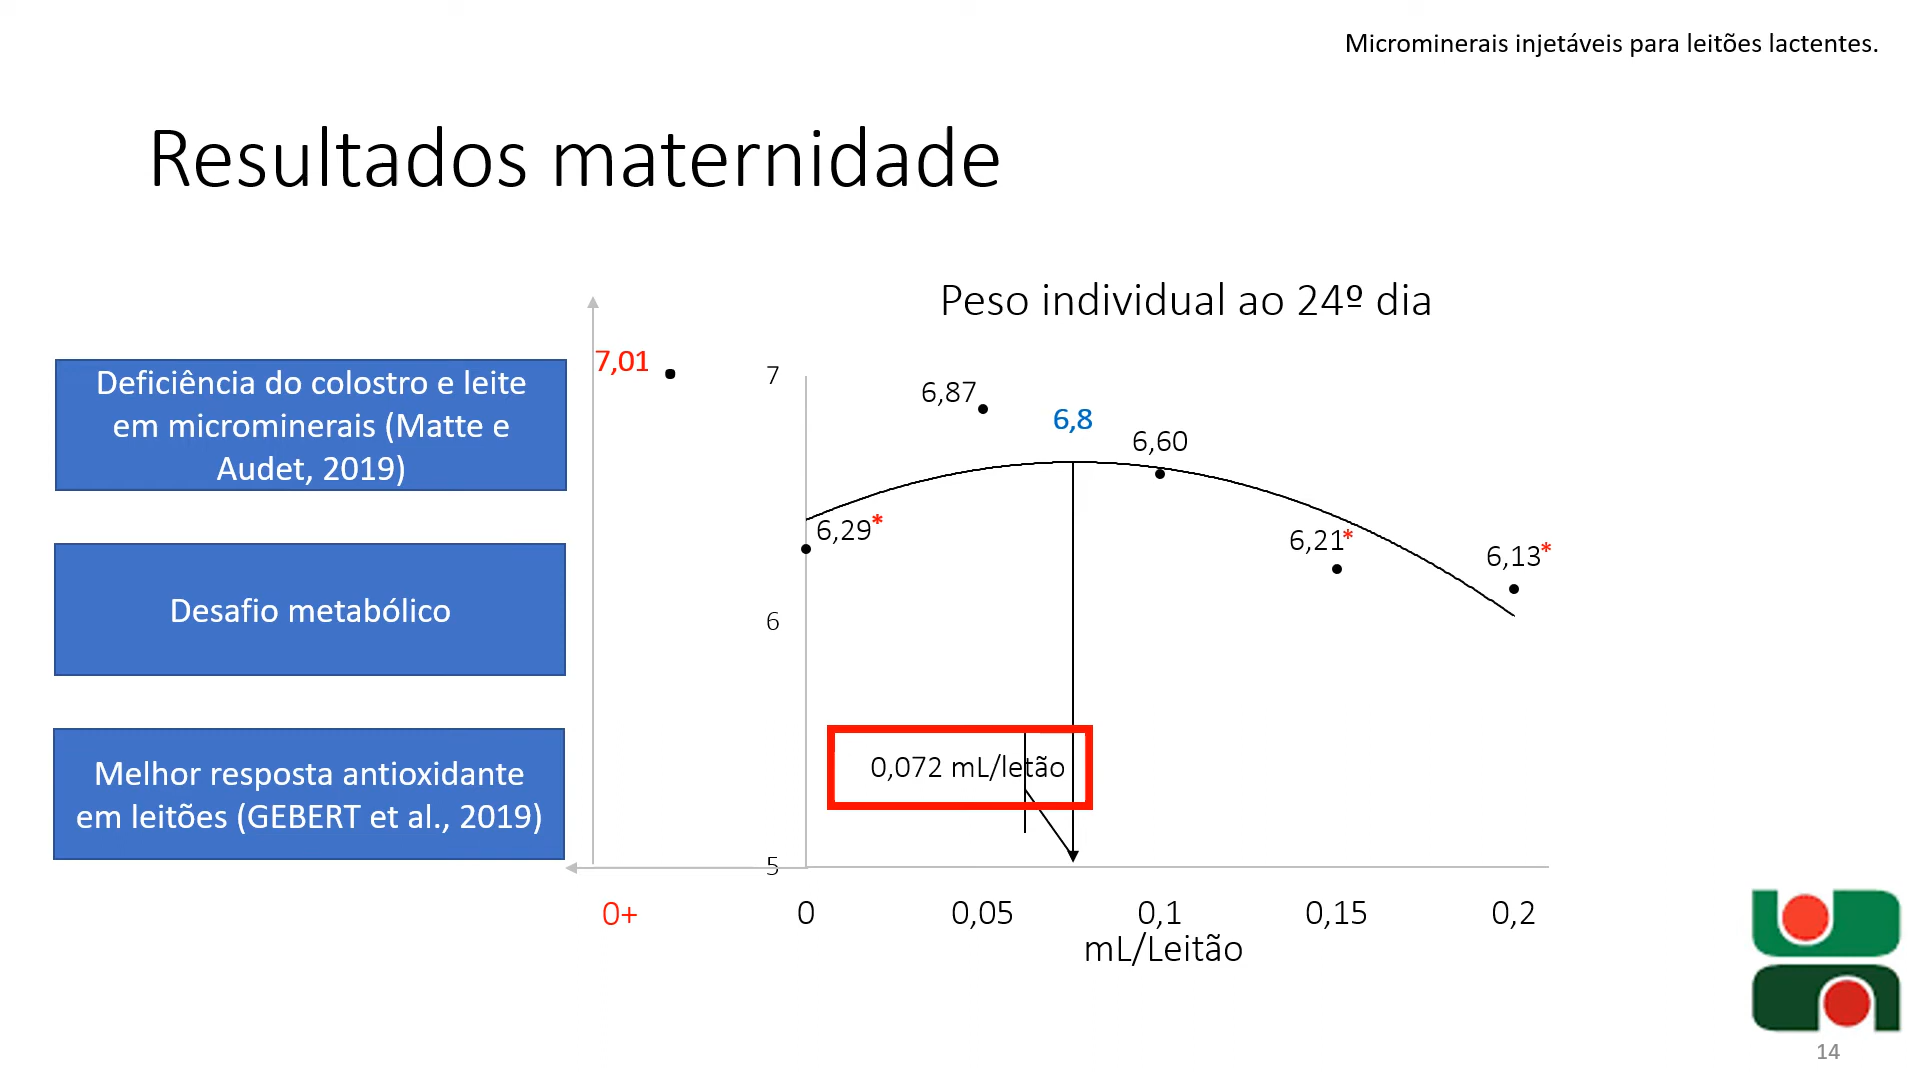 Microminerais injetáveis para leitões lactentes.
Resultados maternidade
Deficiência do colostro e leite
em microminerais (Matte e
Audet, 2019)
Desafio metabólico
Melhor resposta antioxidante
em leitões (GEBERT et al., 2019)
Peso individual ao 24º dia
7,01
7
6,87
6,8
6,60
6,29*
6,21*
6,13*
6
0,072 mL/letão
5
0+ 0 0,05 0,1 0,15 0,2
mL/Leitão
14